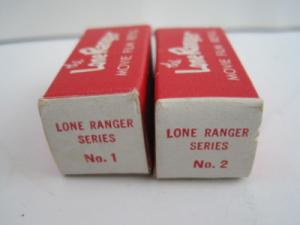 The
Lone Ranger
MOVIE FILM
LONE RANGER
SERIES
No. 1
The
Lone Ranger
MOVIE FILM
LONE RANGER
SERIES
No. 2